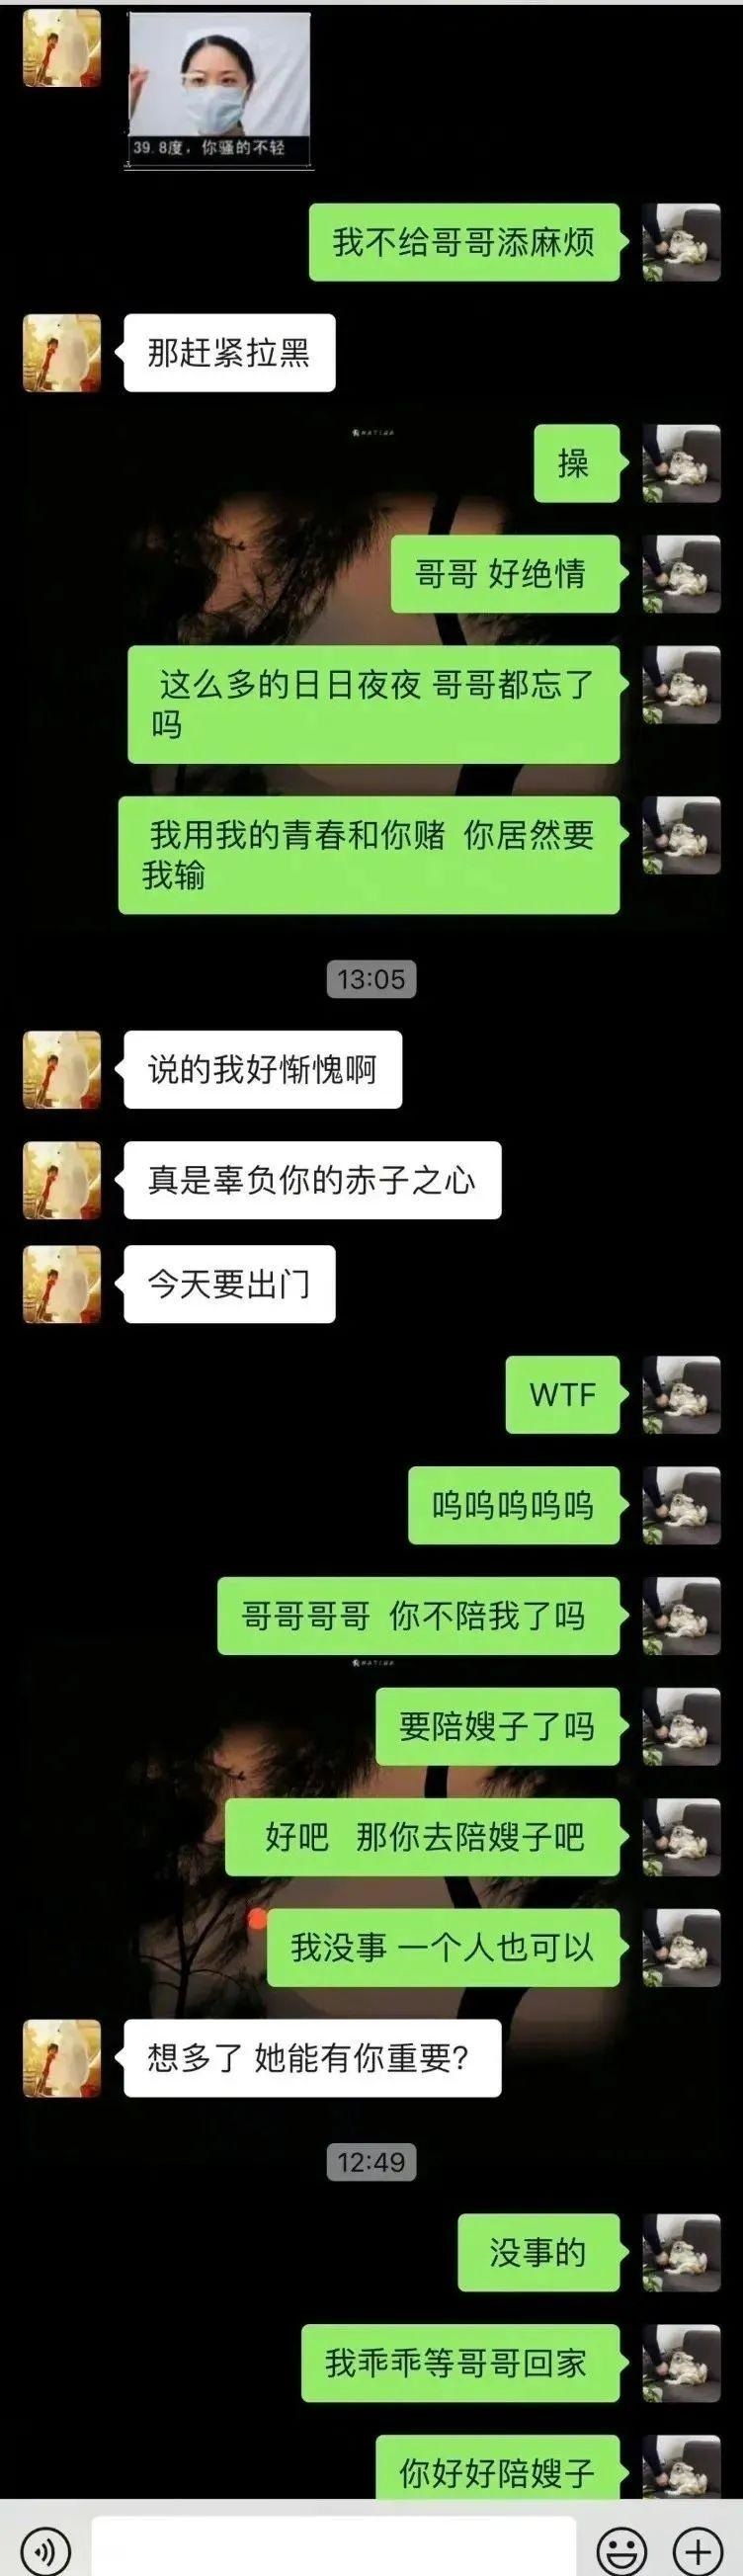 39.8度，你骚的不轻
我不给哥哥添麻烦
那赶紧拉黑
操
哥哥 好绝情
这么多的日日夜夜 哥哥都忘了
吗
我用我的青春和你赌 你居然要
我输
13:05
说的我好惭愧啊
真是辜负你的赤子之心
今天要出门
WTF
呜呜呜呜呜
哥哥哥哥 你不陪我了吗
要陪嫂子了吗
好吧 那你去陪嫂子吧
我没事 一个人也可以
想多了 她能有你重要?
12:49
没事的
我乖乖等哥哥回家
你好好陪嫂子